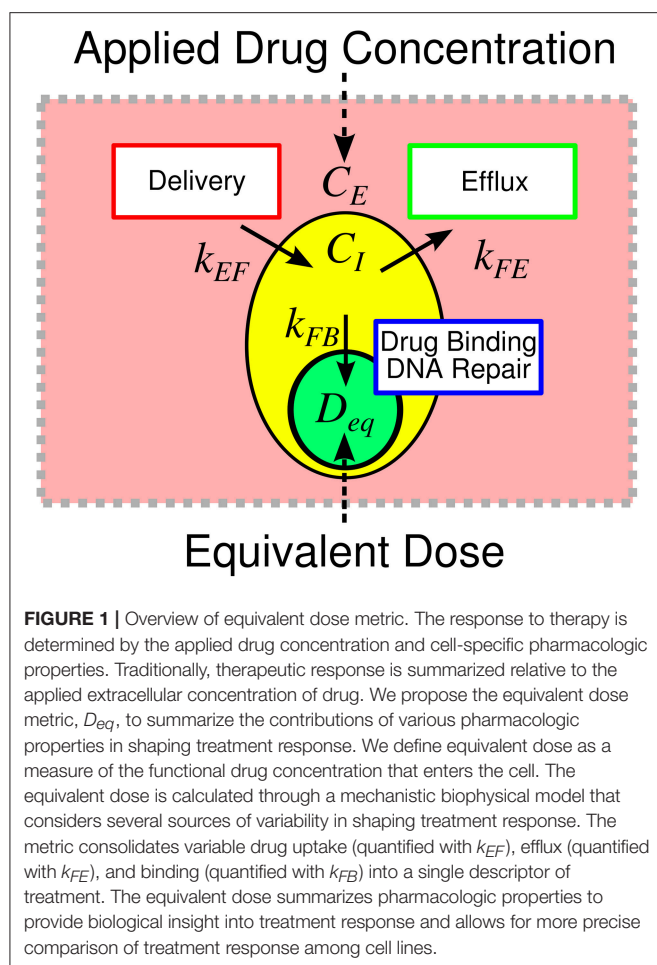 Applied Drug Concentration
Delivery
C_E
Efflux
k_EF
C_I
k_FE
k_FB
Drug Binding
DNA Repair
D_eq
Equivalent Dose
FIGURE 1 | Overview of equivalent dose metric. The response to therapy is
determined by the applied drug concentration and cell-specific pharmacologic
properties. Traditionally, therapeutic response is summarized relative to the
applied extracellular concentration of drug. We propose the equivalent dose
metric, D_eq, to summarize the contributions of various pharmacologic
properties in shaping treatment response. We define equivalent dose as a
measure of the functional drug concentration that enters the cell. The
equivalent dose is calculated through a mechanistic biophysical model that
considers several sources of variability in shaping treatment response. The
metric consolidates variable drug uptake (quantified with k_EF), efflux (quantified
with k_FE), and binding (quantified with k_FB) into a single descriptor of
treatment. The equivalent dose summarizes pharmacologic properties to
provide biological insight into treatment response and allows for more precise
comparison of treatment response among cell lines.